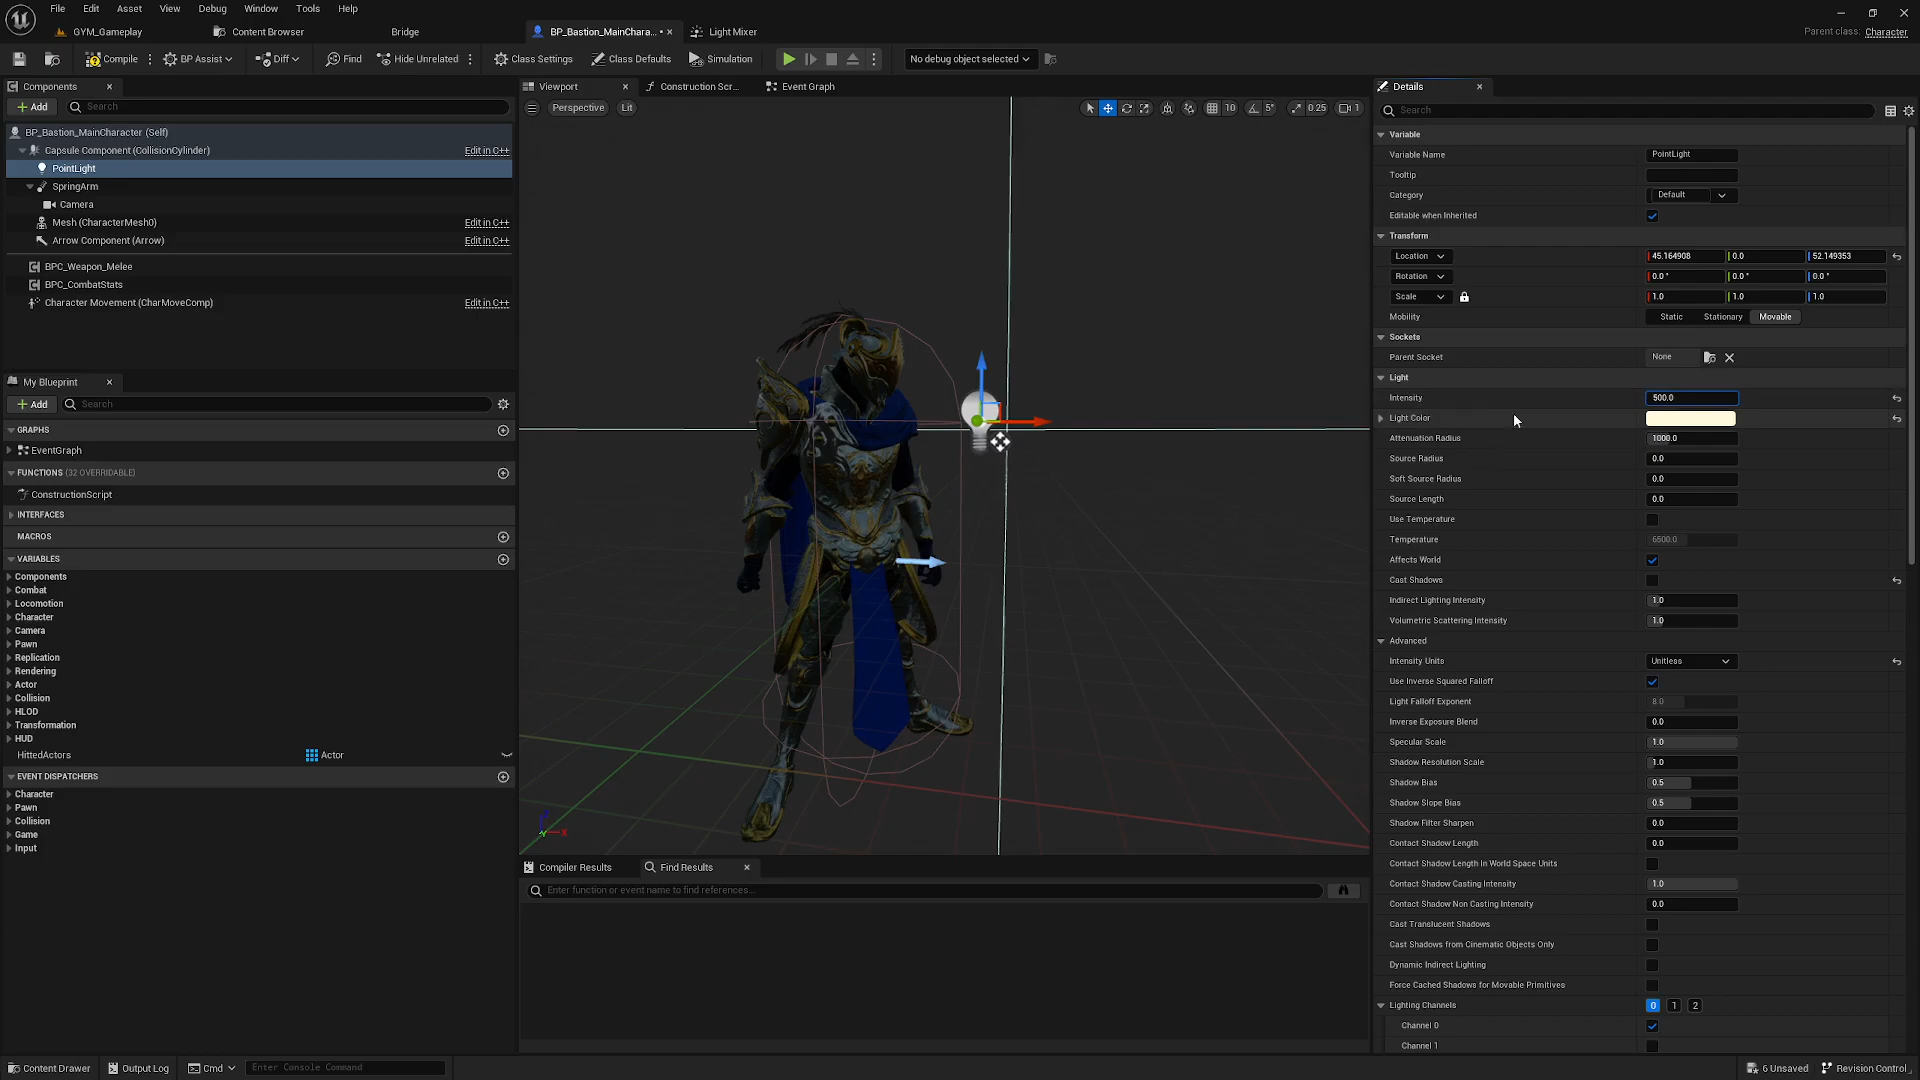 File Edit Asset View Debug Window Tools Help
GYM_Gameplay Content Browser Bridge BP_Bastion_MainChara... • Light Mixer Parent class: Character
Compile BP Assist Diff Find Hide Unrelated Class Settings Class Defaults Simulation No debug object selected
Components
Add Search
BP_Bastion_MainCharacter (Self)
Capsule Component (CollisionCylinder) Edit in C++
PointLight
SpringArm
Camera
Mesh (CharacterMesh0) Edit in C++
Arrow Component (Arrow) Edit in C++
BPC_Weapon_Melee
BPC_CombatStats
Character Movement (CharMoveComp) Edit in C++
My Blueprint
Add Search
GRAPHS
EventGraph
FUNCTIONS (32 OVERRIDABLE)
ConstructionScript
INTERFACES
MACROS
VARIABLES
Components
Combat
Locomotion
Character
Camera
Pawn
Replication
Rendering
Actor
Collision
HLOD
Transformation
HUD
HittedActors Actor
EVENT DISPATCHERS
Character
Pawn
Collision
Game
Input
Viewport Construction Scr... Event Graph
Perspective Lit 10 5° 0.25 1
Z X Y
Compiler Results Find Results
Enter function or event name to find references...
Details
Search
Variable
Variable Name PointLight
Tooltip
Category Default
Editable when Inherited
Transform
Location 45.164908 0.0 52.149353
Rotation 0.0 ° 0.0 ° 0.0 °
Scale 1.0 1.0 1.0
Mobility Static Stationary Movable
Sockets
Parent Socket None
Light
Intensity 500.0
Light Color
Attenuation Radius 1000.0
Source Radius 0.0
Soft Source Radius 0.0
Source Length 0.0
Use Temperature
Temperature 6500.0
Affects World
Cast Shadows
Indirect Lighting Intensity 1.0
Volumetric Scattering Intensity 1.0
Advanced
Intensity Units Unitless
Use Inverse Squared Falloff
Light Falloff Exponent 8.0
Inverse Exposure Blend 0.0
Specular Scale 1.0
Shadow Resolution Scale 1.0
Shadow Bias 0.5
Shadow Slope Bias 0.5
Shadow Filter Sharpen 0.0
Contact Shadow Length 0.0
Contact Shadow Length In World Space Units
Contact Shadow Casting Intensity 1.0
Contact Shadow Non Casting Intensity 0.0
Cast Translucent Shadows
Cast Shadows from Cinematic Objects Only
Dynamic Indirect Lighting
Force Cached Shadows for Movable Primitives
Lighting Channels 0 1 2
Channel 0
Channel 1
Content Drawer Output Log Cmd Enter Console Command 6 Unsaved Revision Control